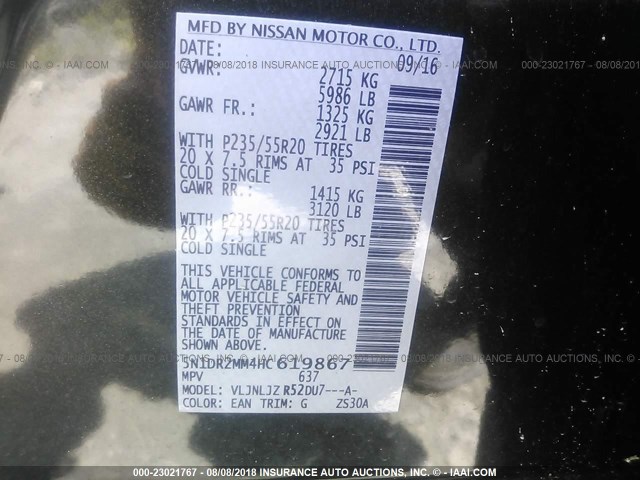 MFD BY NISSAN MOTOR CO., LTD.
DATE: 09/16
GVWR: 2715 KG
5986 LB
GAWR FR.: 1325 KG
2921 LB
WITH P235/55R20 TIRES
20 X 7.5 RIMS AT 35 PSI
COLD SINGLE
GAWR RR.: 1415 KG
3120 LB
WITH P235/55R20 TIRES
20 X 7.5 RIMS AT 35 PSI
COLD SINGLE
THIS VEHICLE CONFORMS TO
ALL APPLICABLE FEDERAL
MOTOR VEHICLE SAFETY AND
THEFT PREVENTION
STANDARDS IN EFFECT ON
THE DATE OF MANUFACTURE
SHOWN ABOVE.
5N1DR2MM4HC619867
MPV 637
MODEL: VLJNLJZ R52DU7---A-
COLOR: EAN TRIM: G ZS30A
000-23021767 - 08/08/2018 INSURANCE AUTO AUCTIONS, INC. - © IAAI.COM